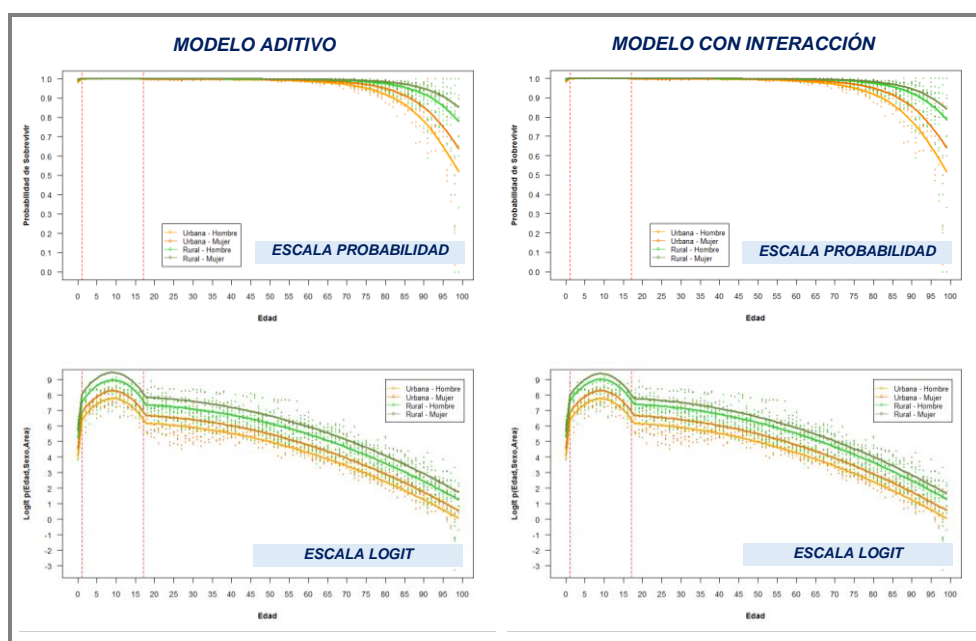 MODELO ADITIVO
MODELO CON INTERACCIÓN
Probabilidad de Sobrevivir
1.0
0.9
0.8
0.7
0.6
0.5
0.4
0.3
0.2
0.1
0.0
Urbana - Hombre
Urbana - Mujer
Rural - Hombre
Rural - Mujer
ESCALA PROBABILIDAD
0 5 10 15 20 25 30 35 40 45 50 55 60 65 70 75 80 85 90 95 100
Edad
Probabilidad de Sobrevivir
1.0
0.9
0.8
0.7
0.6
0.5
0.4
0.3
0.2
0.1
0.0
Urbana - Hombre
Urbana - Mujer
Rural - Hombre
Rural - Mujer
ESCALA PROBABILIDAD
0 5 10 15 20 25 30 35 40 45 50 55 60 65 70 75 80 85 90 95 100
Edad
Logit p(Edad,Sexo,Area)
9
8
7
6
5
4
3
2
1
0
-1
-2
-3
Urbana - Hombre
Urbana - Mujer
Rural - Hombre
Rural - Mujer
ESCALA LOGIT
0 5 10 15 20 25 30 35 40 45 50 55 60 65 70 75 80 85 90 95 100
Edad
Logit p(Edad,Sexo,Area)
9
8
7
6
5
4
3
2
1
0
-1
-2
-3
Urbana - Hombre
Urbana - Mujer
Rural - Hombre
Rural - Mujer
ESCALA LOGIT
0 5 10 15 20 25 30 35 40 45 50 55 60 65 70 75 80 85 90 95 100
Edad